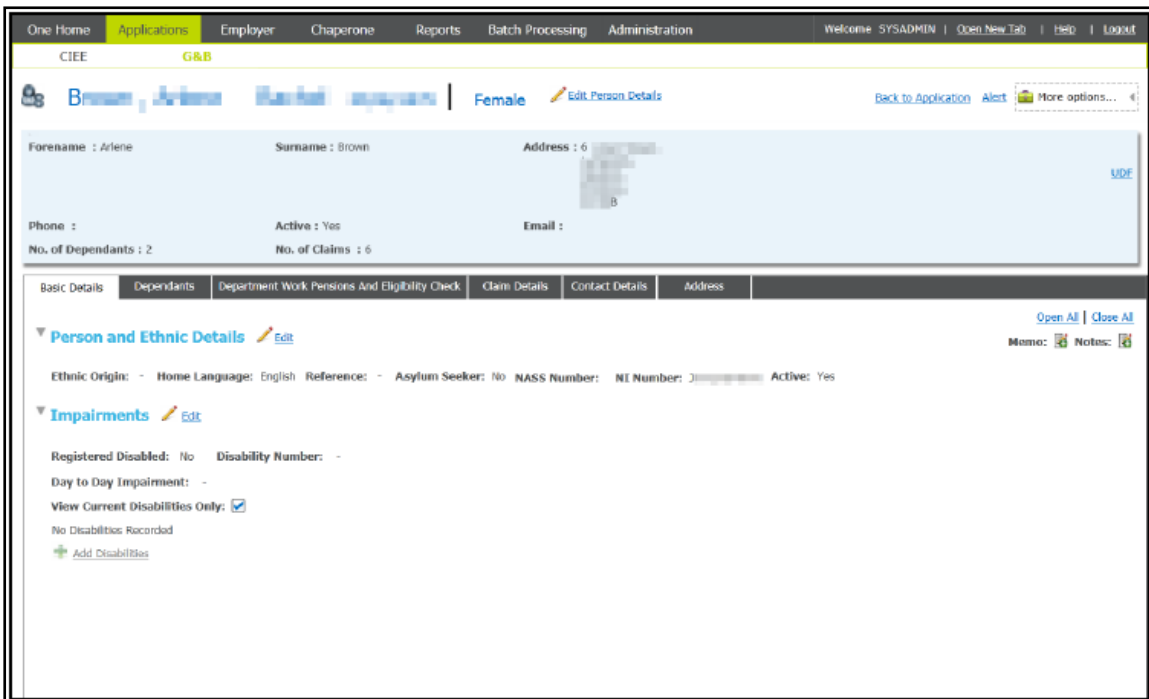 One Home Applications Employer Chaperone Reports Batch Processing Administration Welcome SYSADMIN | Open New Tab | Help | Logout
CIEE G&B
Female Edit Person Details Back to Application Alert More options...
Forename : Arlene Surname : Brown Address : 6
UDF
B
Phone : Active : Yes Email :
No. of Dependants : 2 No. of Claims : 6
Basic Details Dependants Department Work Pensions And Eligibility Check Claim Details Contact Details Address
Open All | Close All
Person and Ethnic Details Edit
Memo: Notes:
Ethnic Origin: - Home Language: English Reference: - Asylum Seeker: No NASS Number: NI Number: J Active: Yes
Impairments Edit
Registered Disabled: No Disability Number: -
Day to Day Impairment: -
View Current Disabilities Only:
No Disabilities Recorded
Add Disabilities